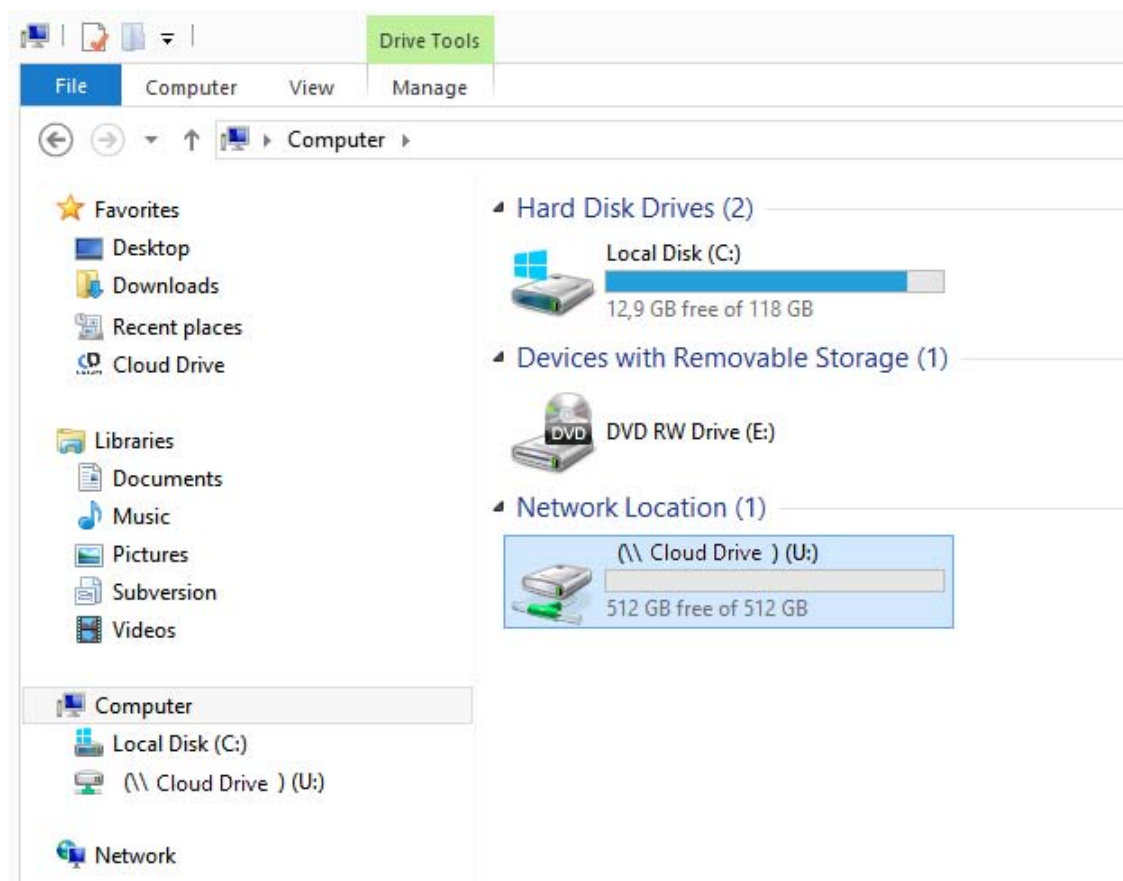 Drive Tools
File Computer View Manage
Computer
Favorites
Desktop
Downloads
Recent places
Cloud Drive
Libraries
Documents
Music
Pictures
Subversion
Videos
Computer
Local Disk (C:)
(\\ Cloud Drive ) (U:)
Network
Hard Disk Drives (2)
Local Disk (C:)
12,9 GB free of 118 GB
Devices with Removable Storage (1)
DVD
DVD RW Drive (E:)
Network Location (1)
(\\ Cloud Drive ) (U:)
512 GB free of 512 GB